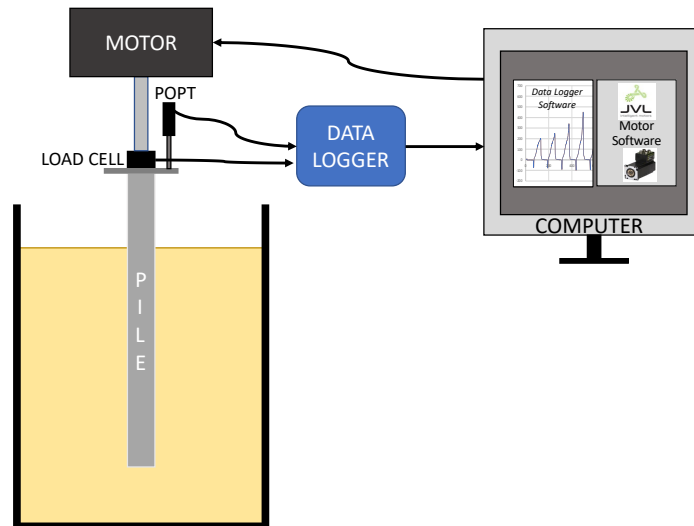 MOTOR
POPT
LOAD CELL
DATA
LOGGER
Data Logger
Software
JVL
Motor
Software
COMPUTER
P
I
L
E